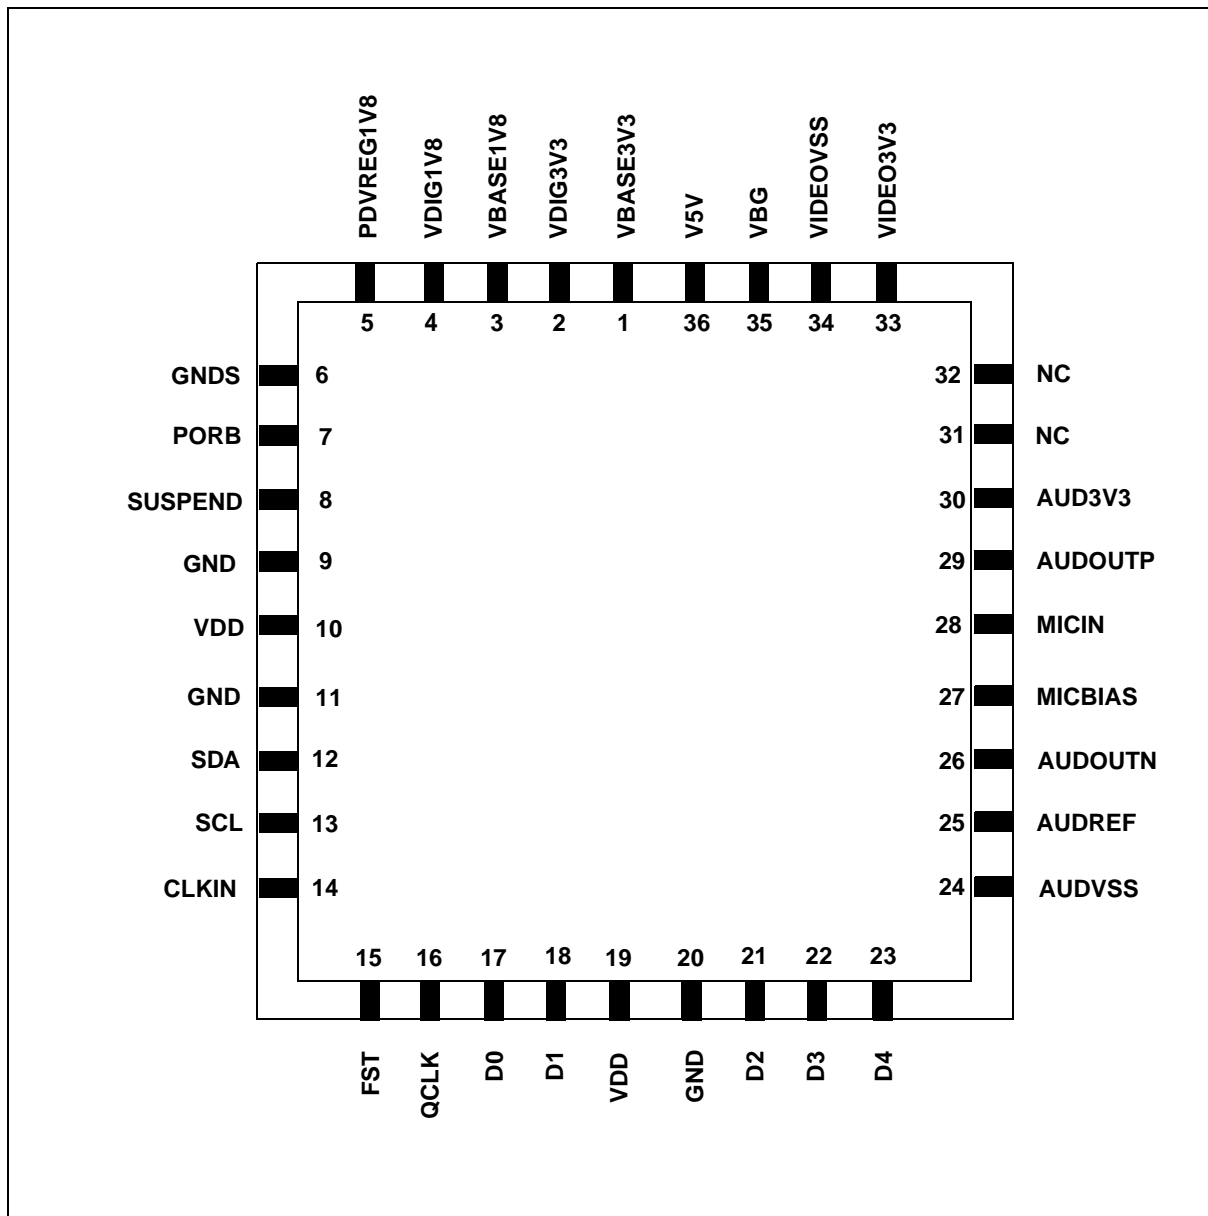 PDVREG1V8
VDIG1V8
VBASE1V8
VDIG3V3
VBASE3V3
V5V
VBG
VIDEOVSS
VIDEO3V3
5 4 3 2 1 36 35 34 33
GNDS 6 32 NC
PORB 7 31 NC
SUSPEND 8 30 AUD3V3
GND 9 29 AUDOUTP
VDD 10 28 MICIN
GND 11 27 MICBIAS
SDA 12 26 AUDOUTN
SCL 13 25 AUDREF
CLKIN 14 24 AUDVSS
15 16 17 18 19 20 21 22 23
FST
QCLK
D0
D1
VDD
GND
D2
D3
D4